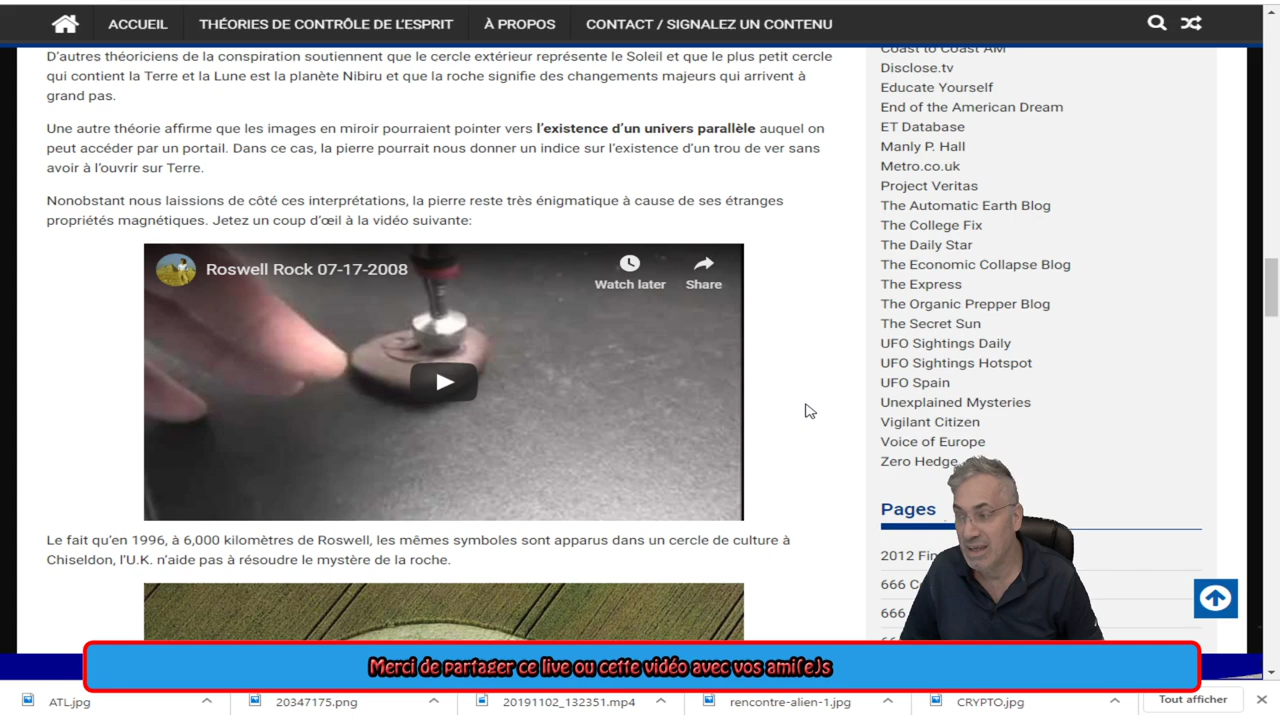 ACCUEIL THÉORIES DE CONTRÔLE DE L'ESPRIT À PROPOS CONTACT / SIGNALEZ UN CONTENU
D'autres théoriciens de la conspiration soutiennent que le cercle extérieur représente le Soleil et que le plus petit cercle
qui contient la Terre et la Lune est la planète Nibiru et que la roche signifie des changements majeurs qui arrivent à
grand pas.
Une autre théorie affirme que les images en miroir pourraient pointer vers l'existence d'un univers parallèle auquel on
peut accéder par un portail. Dans ce cas, la pierre pourrait nous donner un indice sur l'existence d'un trou de ver sans
avoir à l'ouvrir sur Terre.
Nonobstant nous laissions de côté ces interprétations, la pierre reste très énigmatique à cause de ses étranges
propriétés magnétiques. Jetez un coup d'œil à la vidéo suivante:
Roswell Rock 07-17-2008
Watch later Share
Le fait qu'en 1996, à 6,000 kilomètres de Roswell, les mêmes symboles sont apparus dans un cercle de culture à
Chiseldon, l'U.K. n'aide pas à résoudre le mystère de la roche.
Coast to Coast AM
Disclose.tv
Educate Yourself
End of the American Dream
ET Database
Manly P. Hall
Metro.co.uk
Project Veritas
The Automatic Earth Blog
The College Fix
The Daily Star
The Economic Collapse Blog
The Express
The Organic Prepper Blog
The Secret Sun
UFO Sightings Daily
UFO Sightings Hotspot
UFO Spain
Unexplained Mysteries
Vigilant Citizen
Voice of Europe
Zero Hedge
Pages
2012
666
666
Merci de partager ce live ou cette vidéo avec vos ami(e)s
ATL.jpg 20347175.png 20191102_132351.mp4 rencontre-alien-1.jpg CRYPTO.jpg Tout afficher